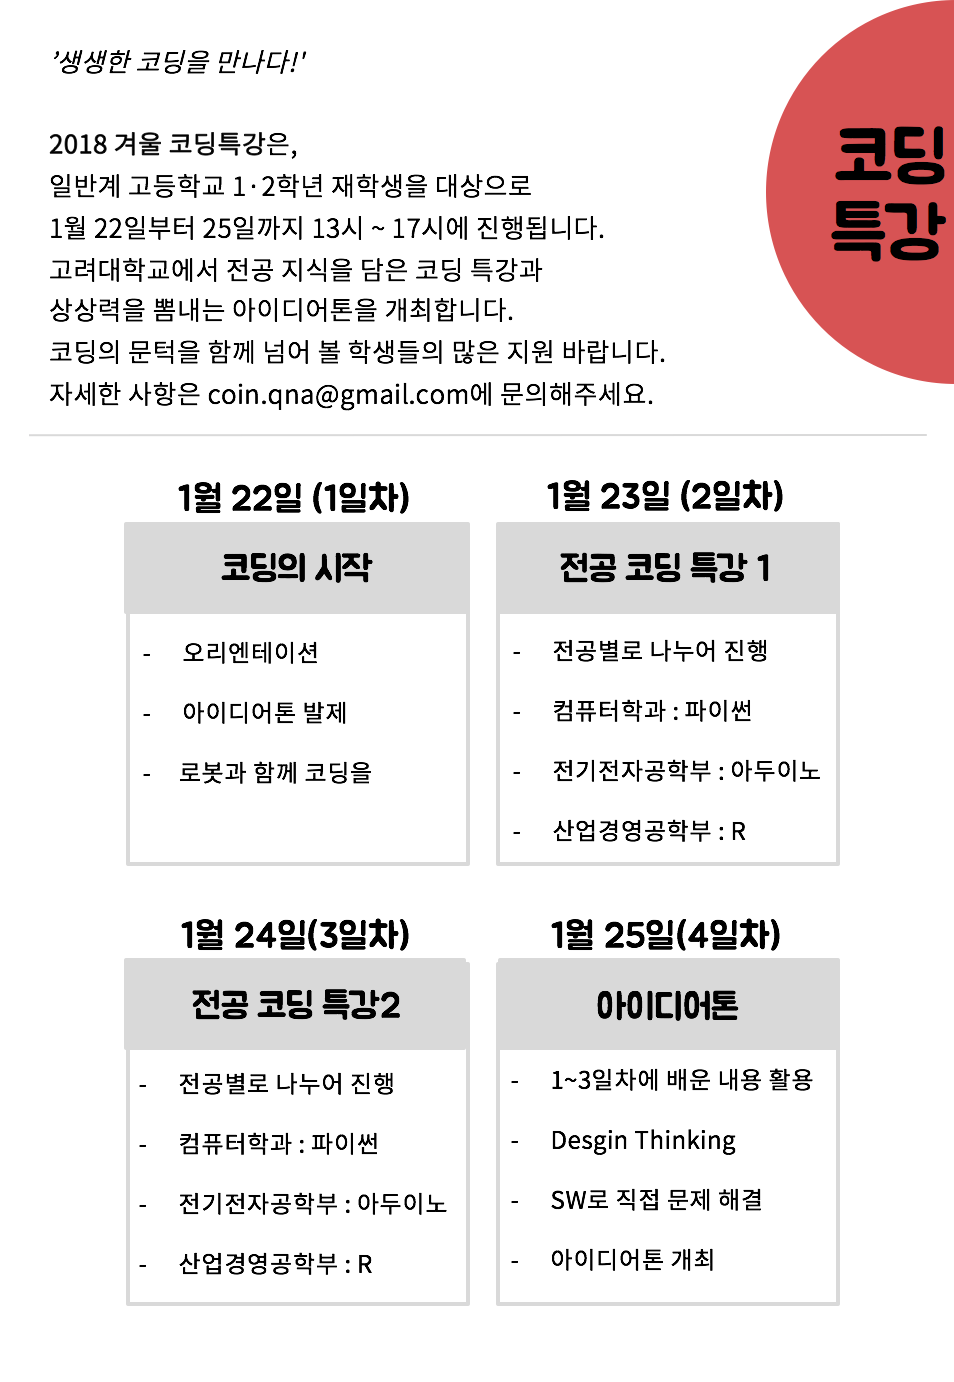 '생생한 코딩을 만나다!'
코딩
특강
2018 겨울 코딩특강은,
일반계 고등학교 1·2학년 재학생을 대상으로
1월 22일부터 25일까지 13시 ~ 17시에 진행됩니다.
고려대학교에서 전공 지식을 담은 코딩 특강과
상상력을 뽐내는 아이디어톤을 개최합니다.
코딩의 문턱을 함께 넘어 볼 학생들의 많은 지원 바랍니다.
자세한 사항은 coin.qna@gmail.com에 문의해주세요.
1월 22일 (1일차)
코딩의 시작
- 오리엔테이션
- 아이디어톤 발제
- 로봇과 함께 코딩을
1월 23일 (2일차)
전공 코딩 특강 1
- 전공별로 나누어 진행
- 컴퓨터학과 : 파이썬
- 전기전자공학부 : 아두이노
- 산업경영공학부 : R
1월 24일(3일차)
전공 코딩 특강2
- 전공별로 나누어 진행
- 컴퓨터학과 : 파이썬
- 전기전자공학부 : 아두이노
- 산업경영공학부 : R
1월 25일(4일차)
아이디어톤
- 1~3일차에 배운 내용 활용
- Desgin Thinking
- SW로 직접 문제 해결
- 아이디어톤 개최